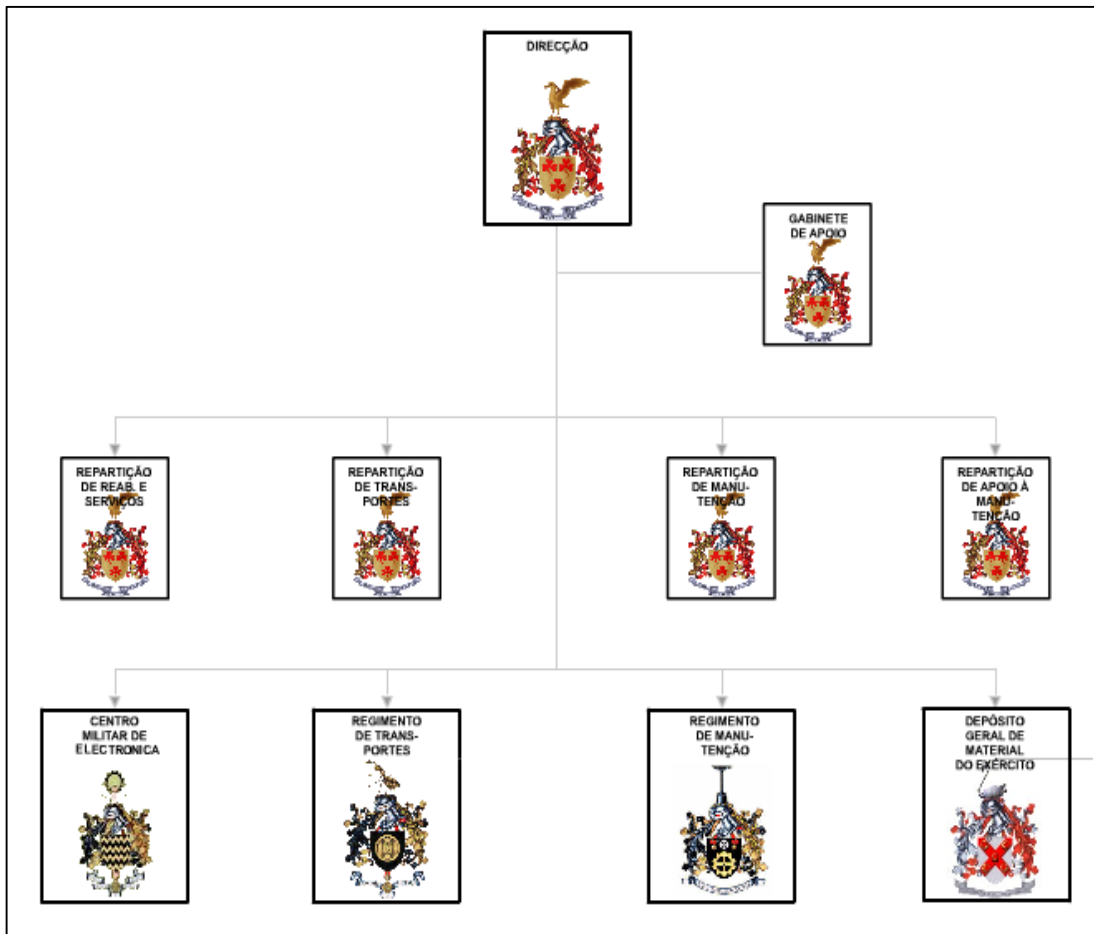 DIRECÇÃO
GABINETE
DE APOIO
REPARTIÇÃO
DE REAB. E
SERVIÇOS
REPARTIÇÃO
DE TRANS-
PORTES
REPARTIÇÃO
DE MANU-
TENÇÃO
REPARTIÇÃO
DE APOIO À
MANU-
TENÇÃO
CENTRO
MILITAR DE
ELECTRONICA
REGIMENTO
DE TRANS-
PORTES
REGIMENTO
DE MANU-
TENÇÃO
DEPÓSITO
GERAL DE
MATERIAL
DO EXÉRCITO